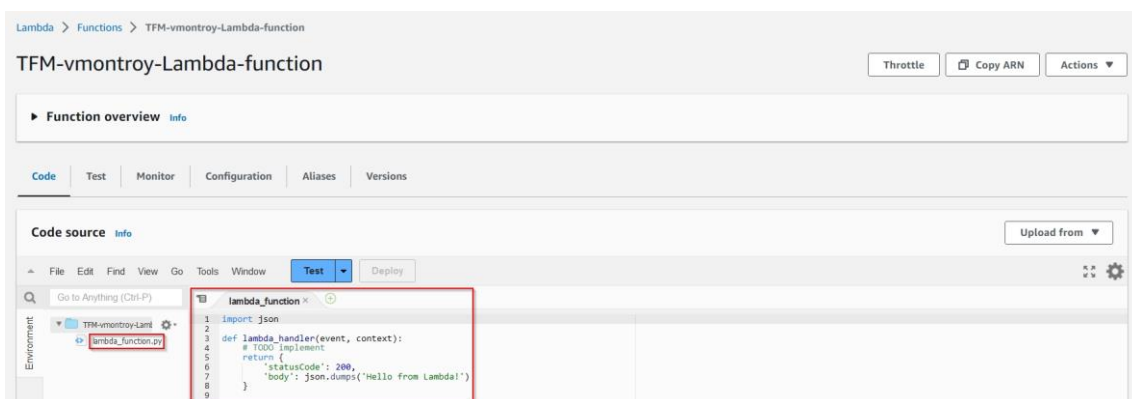 Lambda > Functions > TFM-vmontroy-Lambda-function
TFM-vmontroy-Lambda-function
Throttle Copy ARN Actions ▼
▶ Function overview Info
Code Test Monitor Configuration Aliases Versions
Code source Info
Upload from ▼
File Edit Find View Go Tools Window Test Deploy
Go to Anything (Ctrl-P)
lambda_function ×
Environment
TFM-vmontroy-Laml
lambda_function.py
1 import json
2
3 def lambda_handler(event, context):
4     # TODO implement
5     return {
6         'statusCode': 200,
7         'body': json.dumps('Hello from Lambda!')
8     }
9